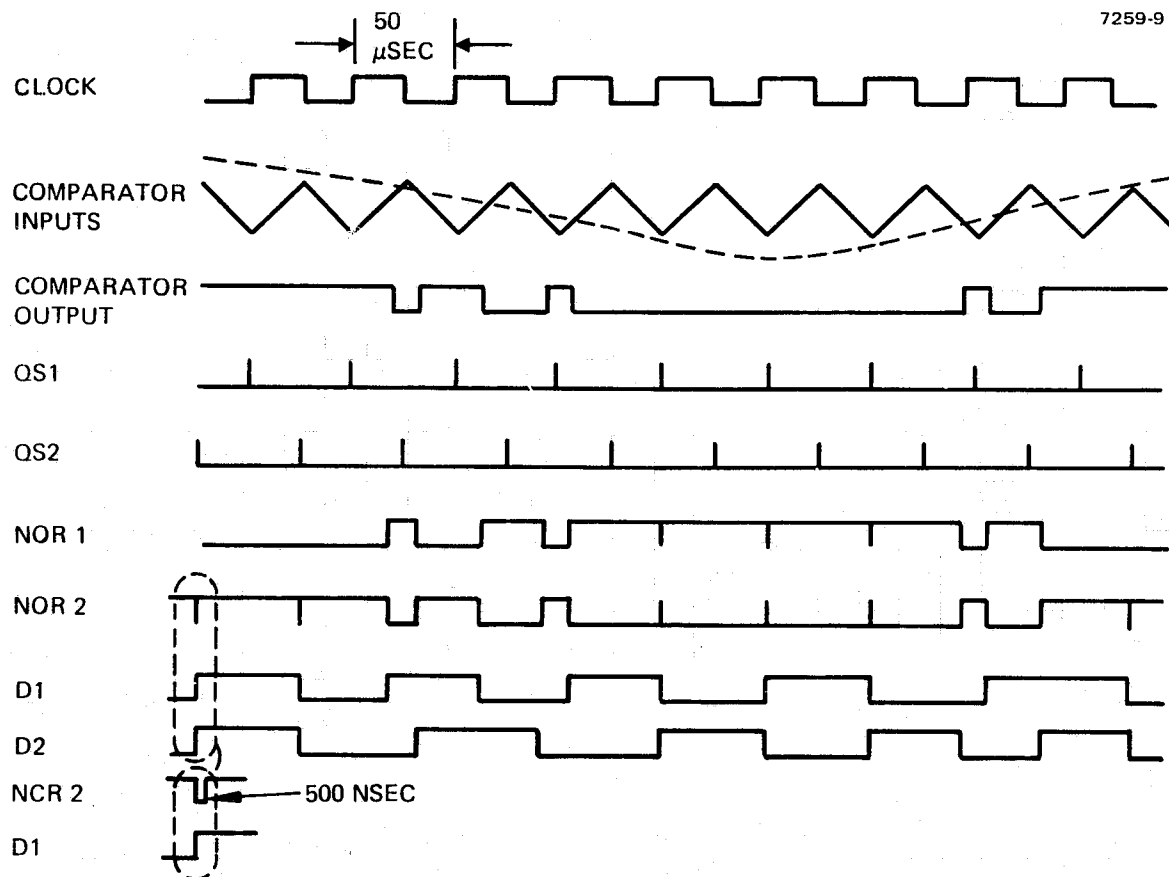 7259-9
50
μSEC
CLOCK
COMPARATOR
INPUTS
COMPARATOR
OUTPUT
QS1
QS2
NOR 1
NOR 2
D1
D2
NCR 2
500 NSEC
D1